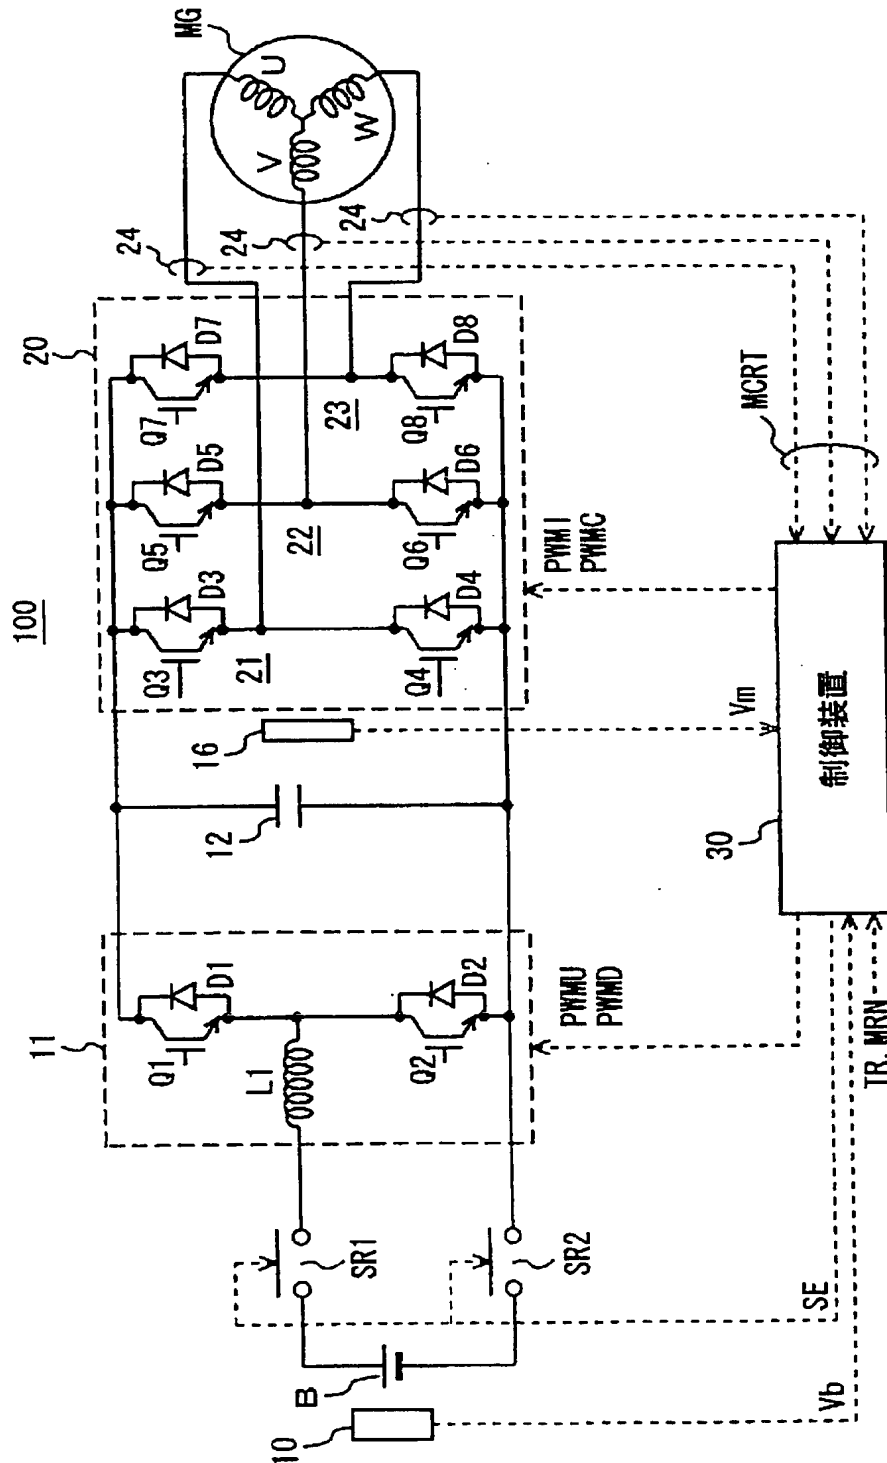 100
11
20
Q1
D1
L1
Q2
D2
12
16
Q3
D3
Q5
D5
Q7
D7
21
22
23
Q4
D4
Q6
D6
Q8
D8
24
24
24
MG
U
V
W
10
B
SR1
SR2
PWMU
PWMD
PWMI
PWMC
MCRT
Vm
30
制御装置
SE
Vb
TR, MRN